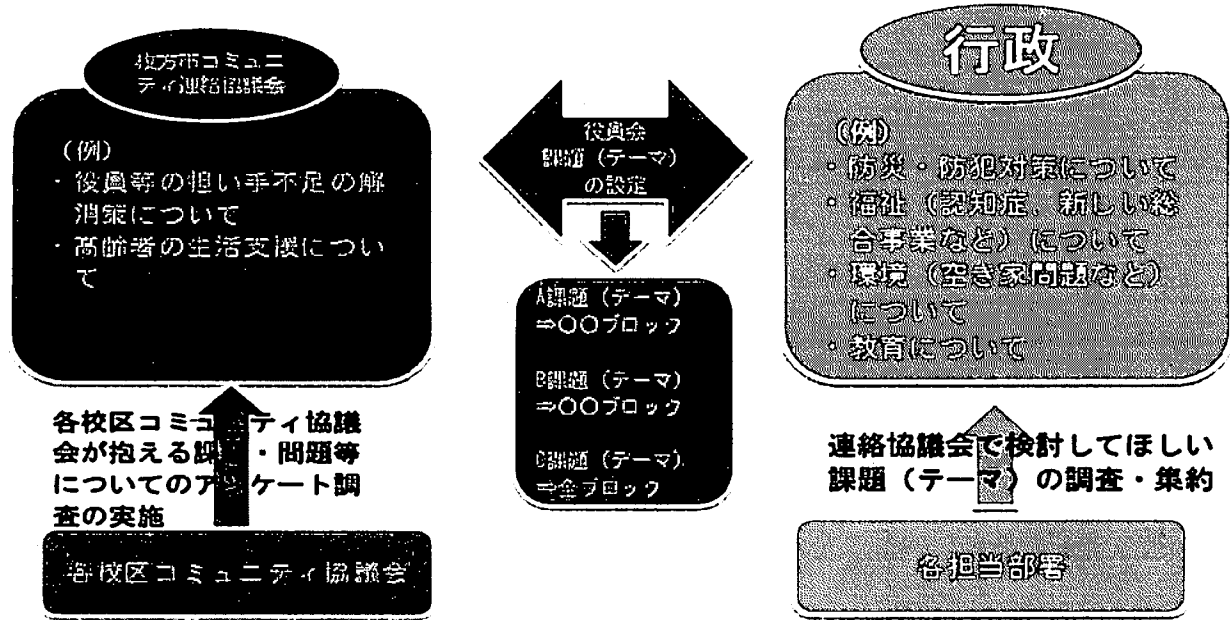 枚方市コミュニ
ティ連絡協議会
(例)
・役員等の担い手不足の解
消策について
・高齢者の生活支援につい
て
各校区コミュニティ協議
会が抱える課題・問題等
についてのアンケート調
査の実施
各校区コミュニティ協議会
役員会
課題(テーマ)
の設定
A課題(テーマ)
⇒〇〇ブロック
B課題(テーマ)
⇒〇〇ブロック
C課題(テーマ)
⇒全ブロック
行政
(例)
・防災・防犯対策について
・福祉(認知症、新しい総
合事業など)について
・環境(空き家問題など)
について
・教育について
連絡協議会で検討してほしい
課題(テーマ)の調査・集約
各担当部署